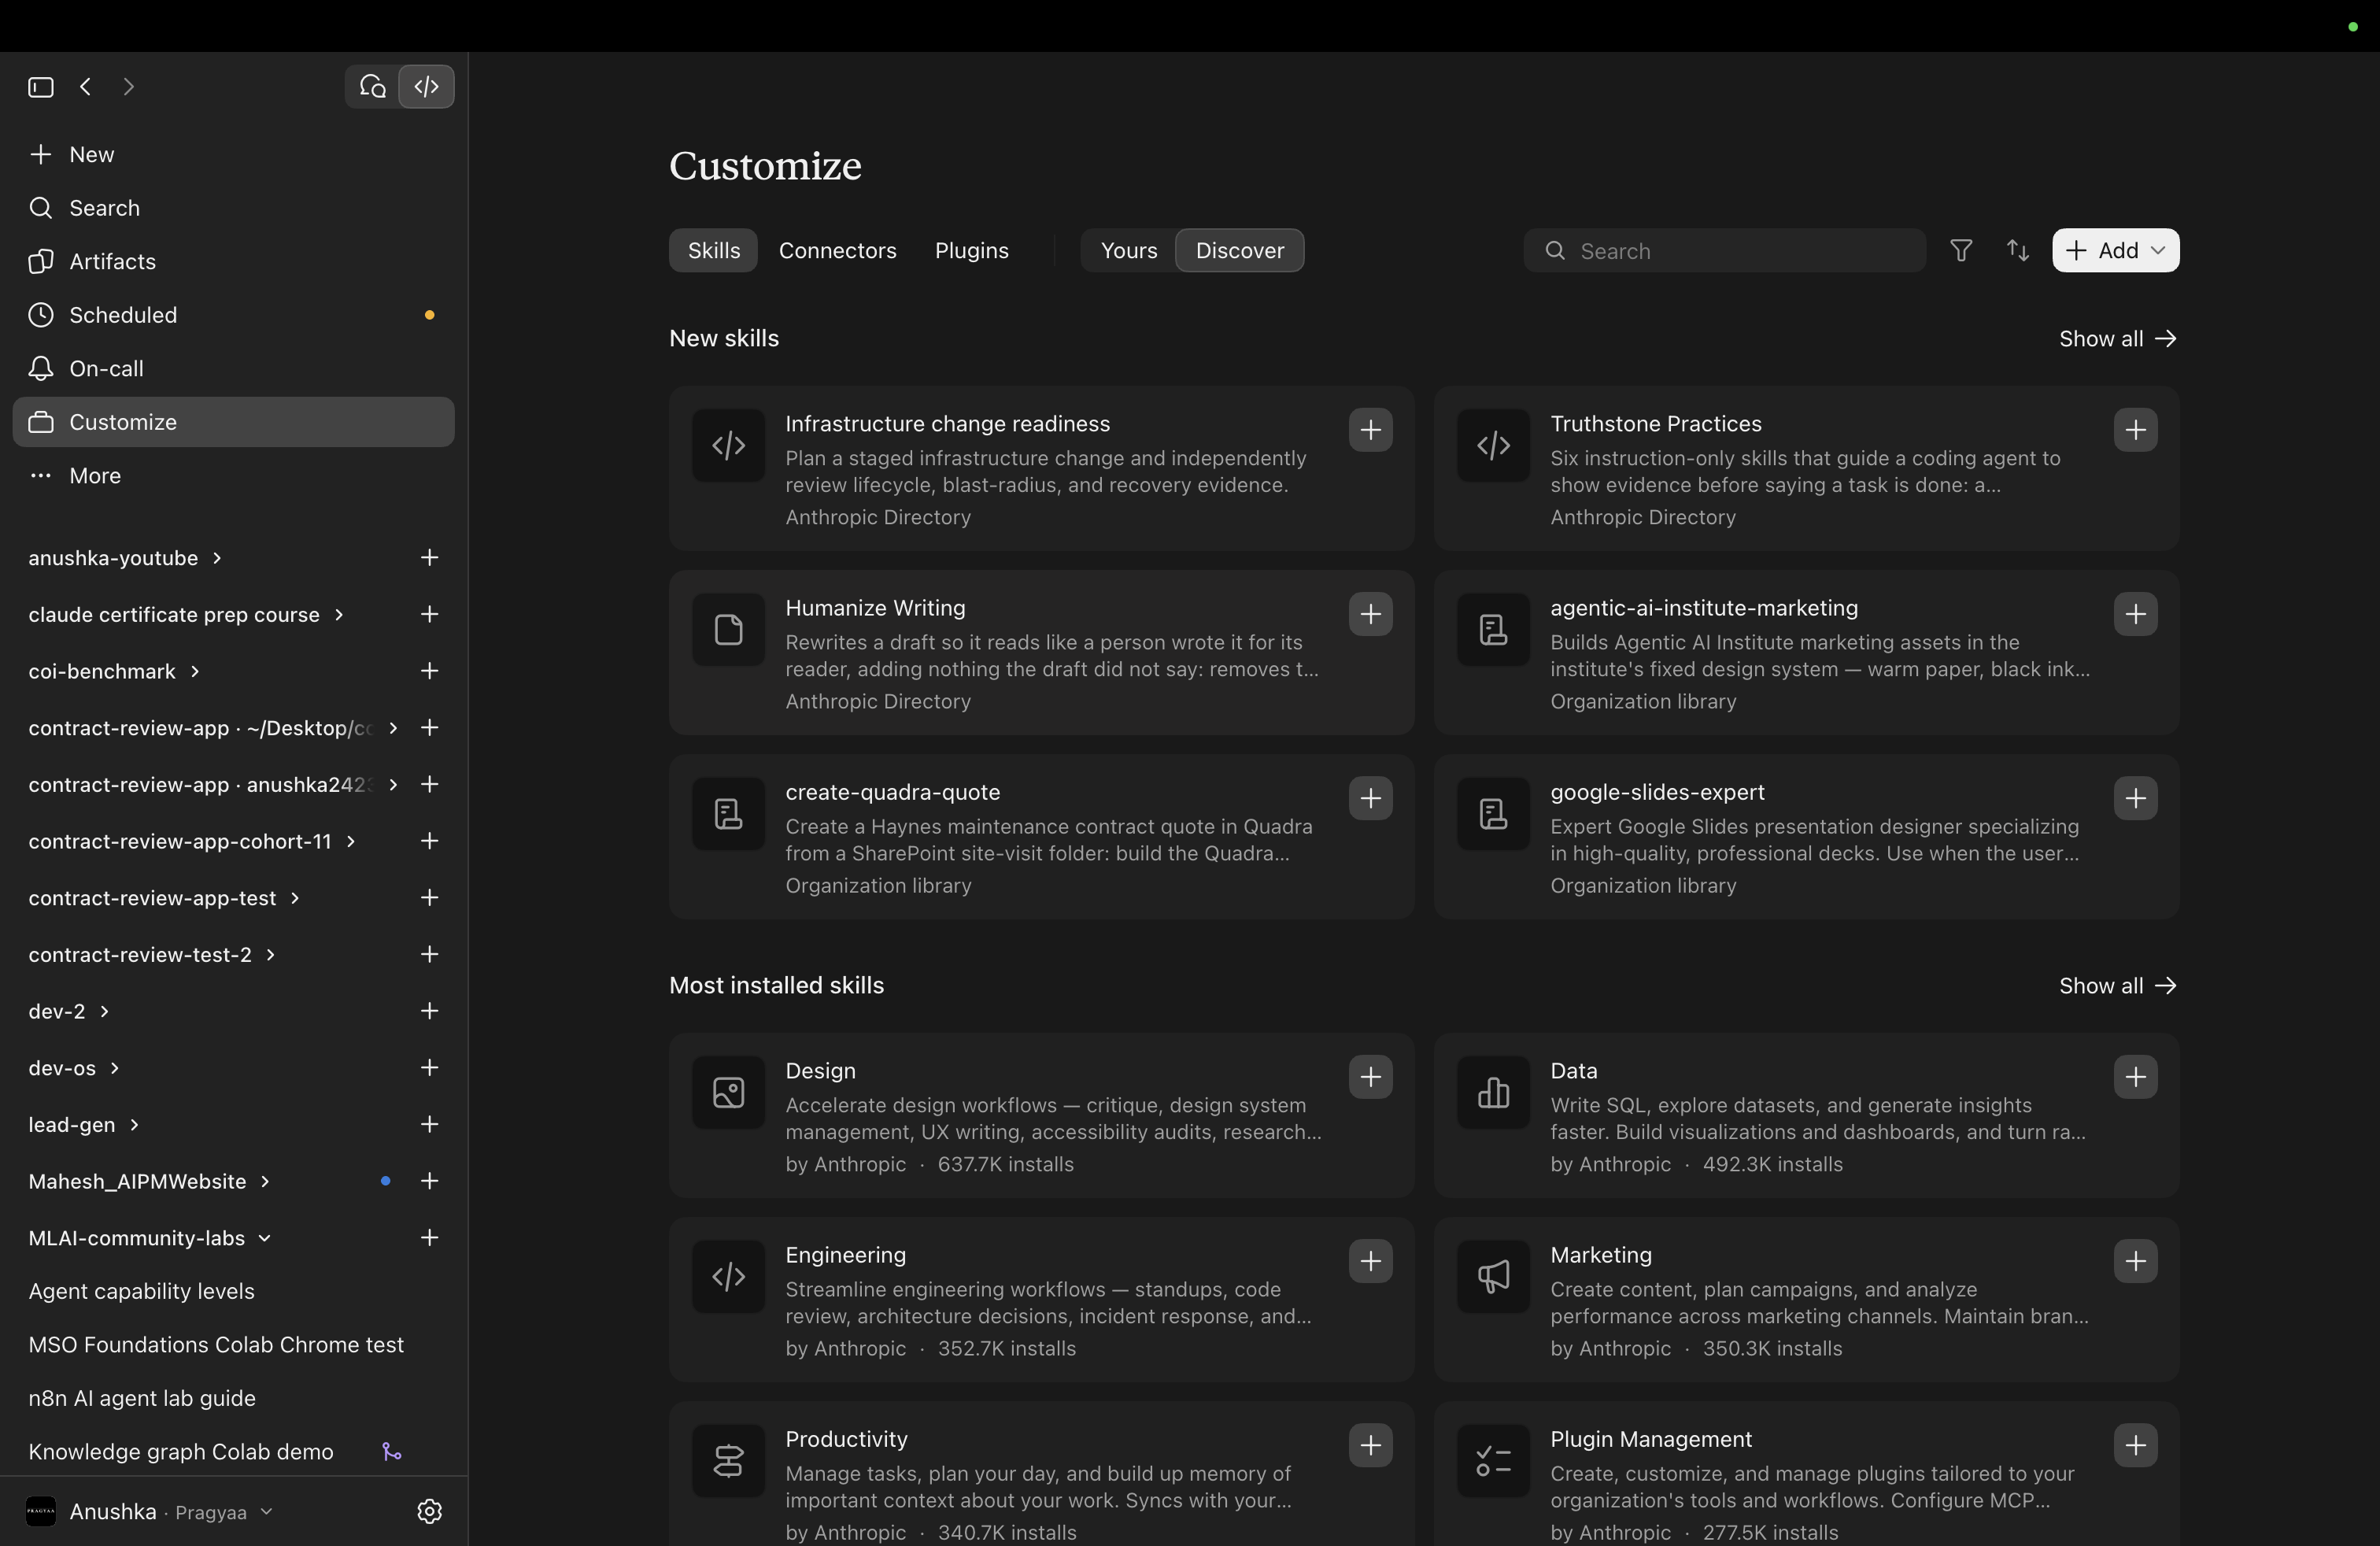 New
Search
Artifacts
Scheduled
On-call
Customize
More
anushka-youtube
claude certificate prep course
coi-benchmark
contract-review-app · ~/Desktop/cc
contract-review-app · anushka2423
contract-review-app-cohort-11
contract-review-app-test
contract-review-test-2
dev-2
dev-os
lead-gen
Mahesh_AIPMWebsite
MLAI-community-labs
Agent capability levels
MSO Foundations Colab Chrome test
n8n AI agent lab guide
Knowledge graph Colab demo
PRAGYAA
Anushka · Pragyaa
Customize
Skills Connectors Plugins Yours Discover Search Add
New skills Show all
Infrastructure change readiness
Plan a staged infrastructure change and independently
review lifecycle, blast-radius, and recovery evidence.
Anthropic Directory
Truthstone Practices
Six instruction-only skills that guide a coding agent to
show evidence before saying a task is done: a...
Anthropic Directory
Humanize Writing
Rewrites a draft so it reads like a person wrote it for its
reader, adding nothing the draft did not say: removes t...
Anthropic Directory
agentic-ai-institute-marketing
Builds Agentic AI Institute marketing assets in the
institute's fixed design system — warm paper, black ink...
Organization library
create-quadra-quote
Create a Haynes maintenance contract quote in Quadra
from a SharePoint site-visit folder: build the Quadra...
Organization library
google-slides-expert
Expert Google Slides presentation designer specializing
in high-quality, professional decks. Use when the user...
Organization library
Most installed skills Show all
Design
Accelerate design workflows — critique, design system
management, UX writing, accessibility audits, research...
by Anthropic · 637.7K installs
Data
Write SQL, explore datasets, and generate insights
faster. Build visualizations and dashboards, and turn ra...
by Anthropic · 492.3K installs
Engineering
Streamline engineering workflows — standups, code
review, architecture decisions, incident response, and...
by Anthropic · 352.7K installs
Marketing
Create content, plan campaigns, and analyze
performance across marketing channels. Maintain bran...
by Anthropic · 350.3K installs
Productivity
Manage tasks, plan your day, and build up memory of
important context about your work. Syncs with your...
by Anthropic · 340.7K installs
Plugin Management
Create, customize, and manage plugins tailored to your
organization's tools and workflows. Configure MCP...
by Anthropic · 277.5K installs